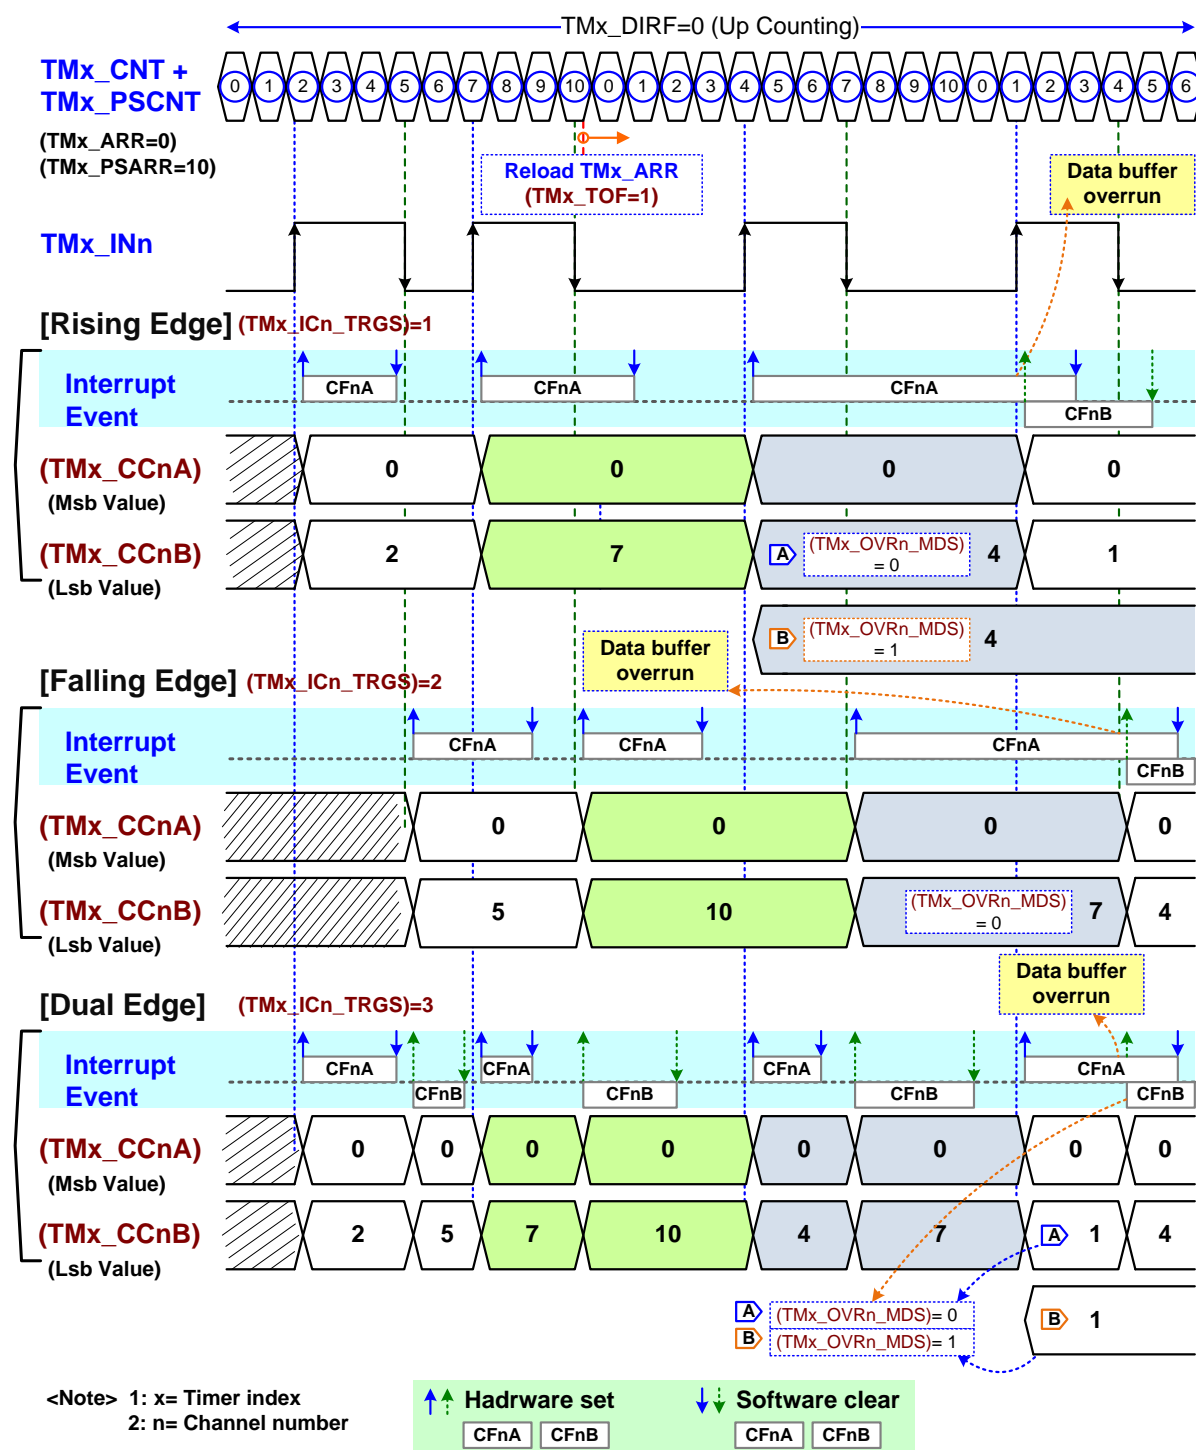 TMx_DIRF=0 (Up Counting)
TMx_CNT +
TMx_PSCNT
0 1 2 3 4 5 6 7 8 9 10 0 1 2 3 4 5 6 7 8 9 10 0 1 2 3 4 5 6
(TMx_ARR=0)
(TMx_PSARR=10)
Reload TMx_ARR
(TMx_TOF=1)
Data buffer
overrun
TMx_INn
[Rising Edge] (TMx_ICn_TRGS)=1
Interrupt
Event
CFnA CFnA CFnA
CFnB
(TMx_CCnA)
(Msb Value)
0 0 0 0
(TMx_CCnB)
(Lsb Value)
2 7 A (TMx_OVRn_MDS)
= 0
4 1
B (TMx_OVRn_MDS)
= 1
4
Data buffer
overrun
[Falling Edge] (TMx_ICn_TRGS)=2
Interrupt
Event
CFnA CFnA CFnA
CFnB
(TMx_CCnA)
(Msb Value)
0 0 0 0
(TMx_CCnB)
(Lsb Value)
5 10 (TMx_OVRn_MDS)
= 0
7 4
Data buffer
overrun
[Dual Edge] (TMx_ICn_TRGS)=3
Interrupt
Event
CFnA CFnA CFnA CFnA
CFnB CFnB CFnB CFnB
(TMx_CCnA)
(Msb Value)
0 0 0 0 0 0 0 0
(TMx_CCnB)
(Lsb Value)
2 5 7 10 4 7 A 1 4
A (TMx_OVRn_MDS)= 0
B (TMx_OVRn_MDS)= 1
B 1
<Note> 1: x= Timer index
2: n= Channel number
Hadrware set
CFnA CFnB
Software clear
CFnA CFnB